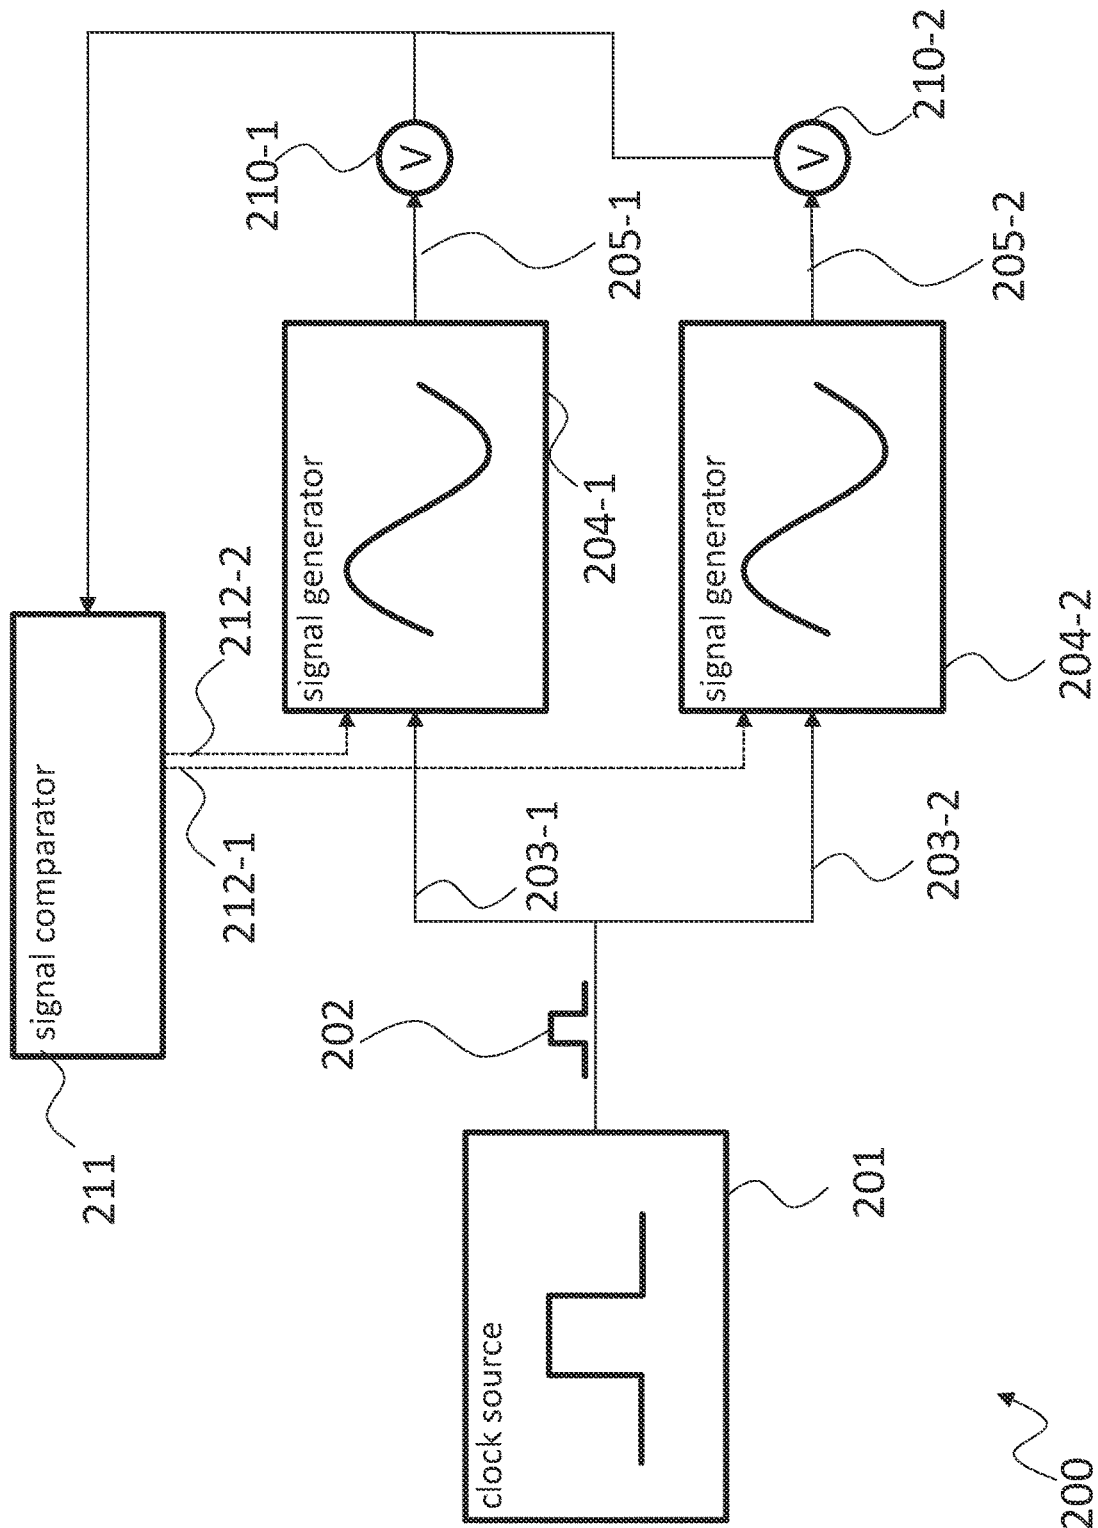 211
signal comparator
212-1
212-2
210-1
V
205-1
signal generator
204-1
202
203-1
clock source
201
203-2
signal generator
204-2
205-2
V
210-2
200